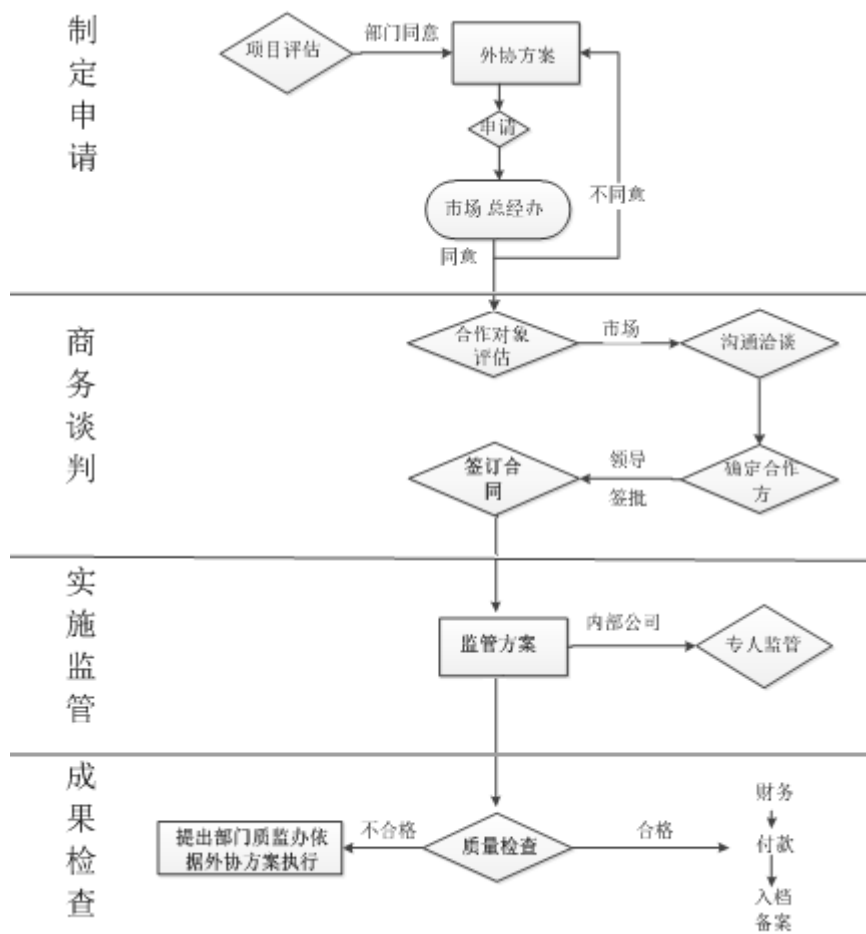 制定申请
项目评估
部门同意
外协方案
申请
市场 总经办
不同意
同意
商务谈判
合作对象
评估
市场
沟通洽谈
签订合
同
领导
签批
确定合作
方
实施监管
监管方案
内部公司
专人监管
成果检查
提出部门质监办依
据外协方案执行
不合格
质量检查
合格
财务
付款
入档
备案